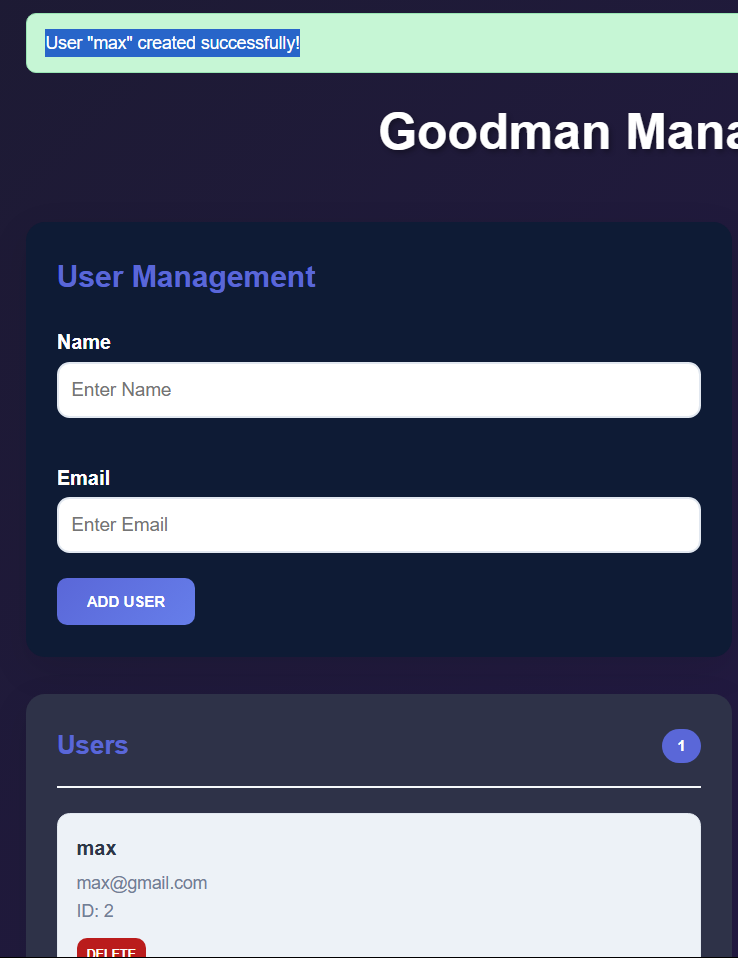 User "max" created successfully!
Goodman Mana
User Management
Name
Enter Name
Email
Enter Email
ADD USER
Users
1
max
max@gmail.com
ID: 2
DELETE